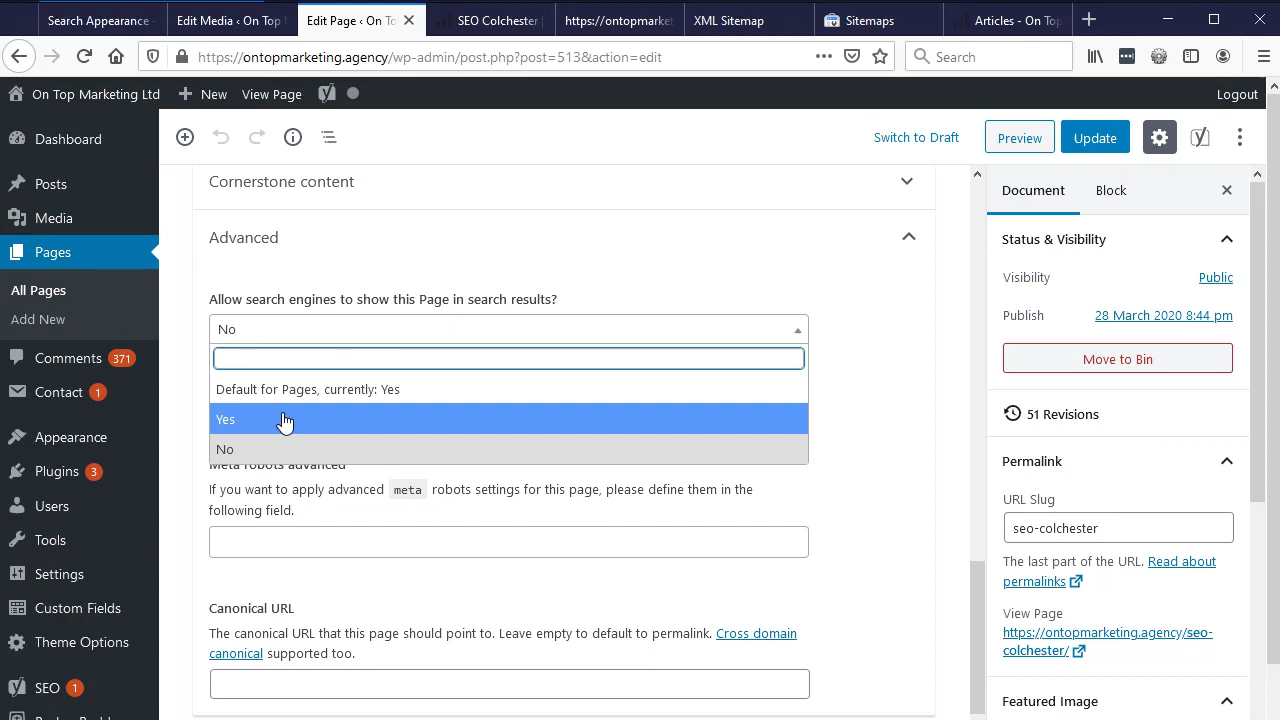 Search Appearance -
Edit Media ‹ On Top
Edit Page ‹ On To
SEO Colchester
https://ontopmarket
XML Sitemap
Sitemaps
Articles - On Top
https://ontopmarketing.agency/wp-admin/post.php?post=513&action=edit
Search
On Top Marketing Ltd
New
View Page
Logout
Dashboard
Posts
Media
Pages
All Pages
Add New
Comments 371
Contact 1
Appearance
Plugins 3
Users
Tools
Settings
Custom Fields
Theme Options
SEO 1
Switch to Draft
Preview
Update
Cornerstone content
Advanced
Allow search engines to show this Page in search results?
No
Default for Pages, currently: Yes
Yes
No
Meta robots advanced
If you want to apply advanced meta robots settings for this page, please define them in the
following field.
Canonical URL
The canonical URL that this page should point to. Leave empty to default to permalink. Cross domain
canonical supported too.
Document
Block
Status & Visibility
Visibility
Public
Publish
28 March 2020 8:44 pm
Move to Bin
51 Revisions
Permalink
URL Slug
seo-colchester
The last part of the URL. Read about
permalinks
View Page
https://ontopmarketing.agency/seo-
colchester/
Featured Image